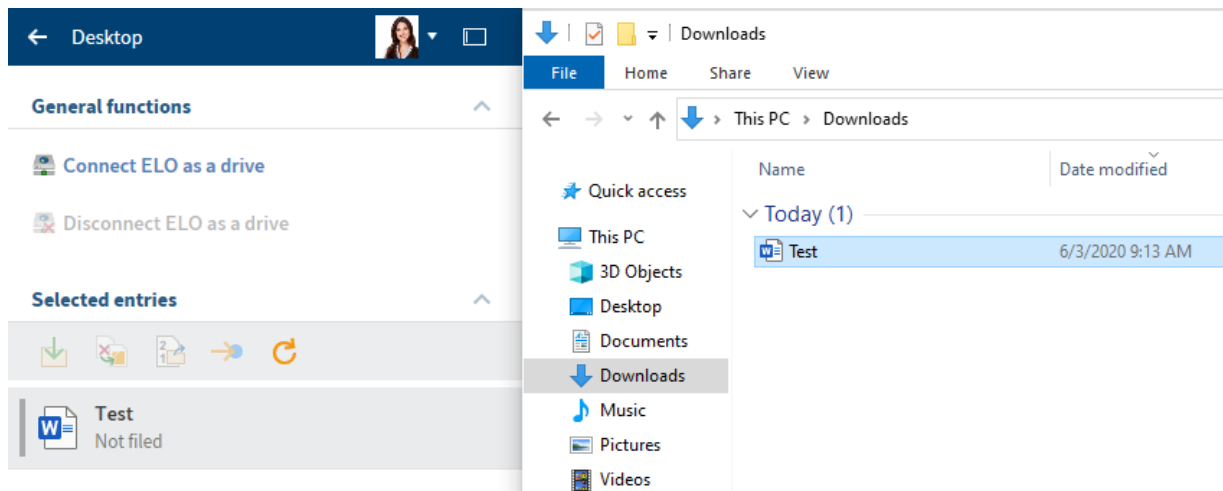 Desktop
General functions
Connect ELO as a drive
Disconnect ELO as a drive
Selected entries
Test
Not filed
Downloads
File Home Share View
This PC Downloads
Name Date modified
Quick access
This PC
3D Objects
Desktop
Documents
Downloads
Music
Pictures
Videos
Today (1)
Test 6/3/2020 9:13 AM